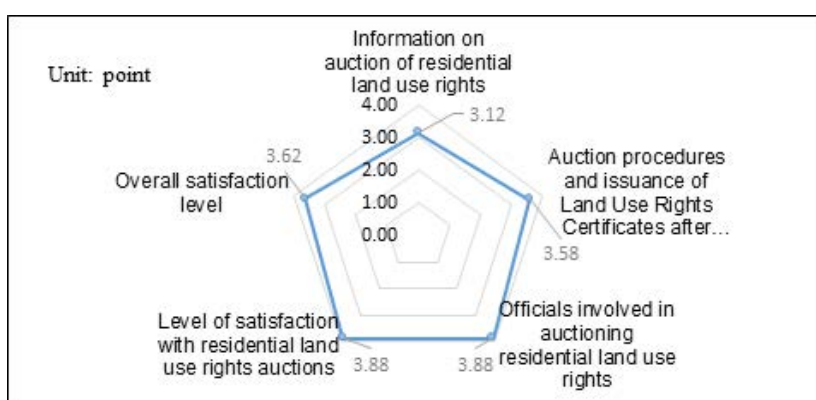 Information on
auction of residential
land use rights
Unit: point
4.00
3.00
2.00
1.00
0.00
3.12
Auction procedures
and issuance of
Land Use Rights
Certificates after...
3.58
Officials involved in
auctioning
residential land use
rights
3.88
Level of satisfaction
with residential land
use rights auctions
3.88
Overall satisfaction
level
3.62